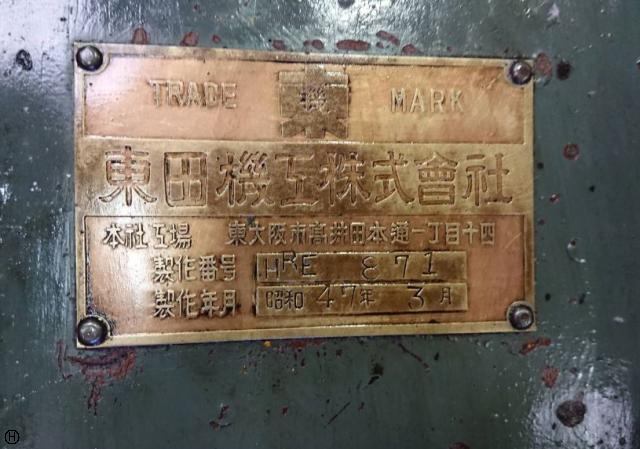 TRADE 東機 MARK
東田機工株式會社
本社工場 東大阪市高井田本通一丁目十四
製作番号 HRE 871
製作年月 昭和 47年 3月
H